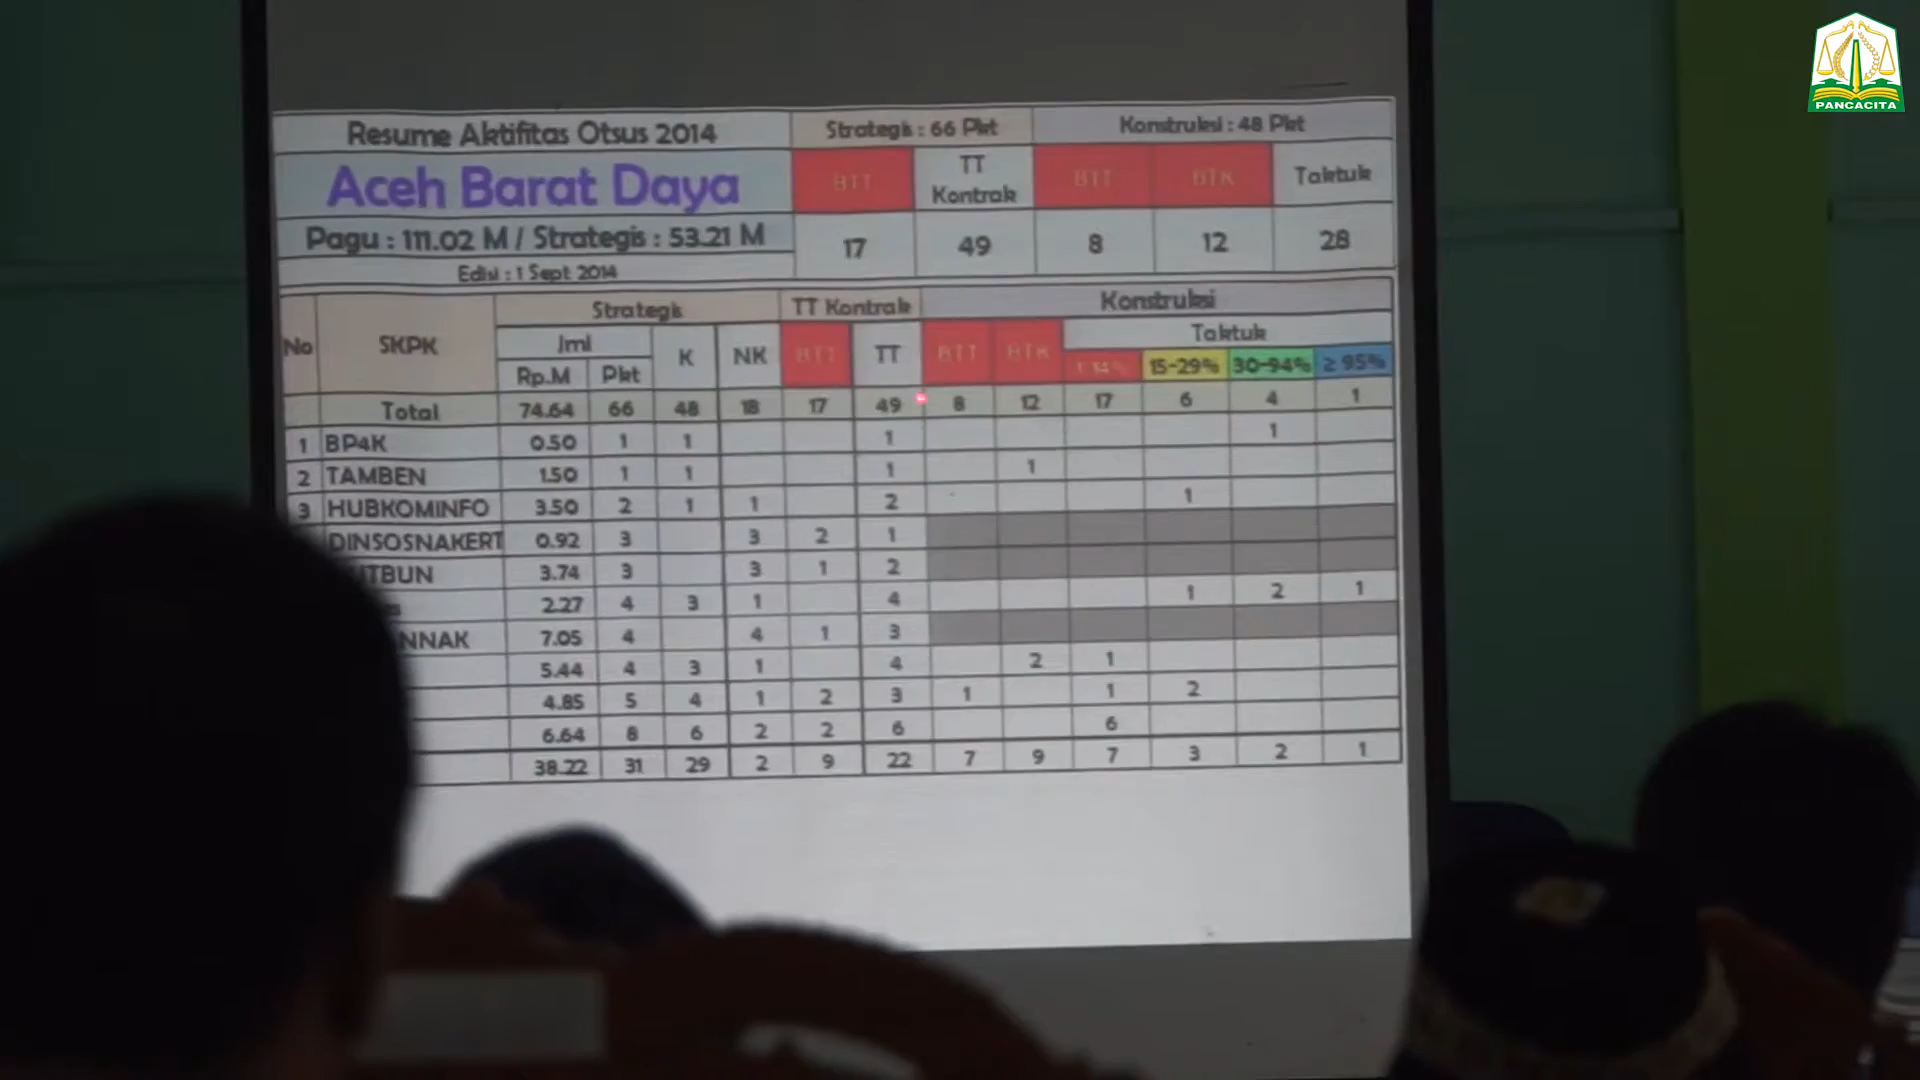 PANCACITA
Resume Aktifitas Otsus 2014
Strategis : 66 Pkt
Konstruksi : 48 Pkt
Aceh Barat Daya
BTT
TT Kontrak
BTT
BTK
Taktuk
Pagu : 111.02 M / Strategis : 53.21 M
17 49 8 12 28
Edisi : 1 Sept 2014
No SKPK Strategis TT Kontrak Konstruksi
Jml K NK BTT TT BTT BTK Taktuk
Rp.M Pkt 15-29% 30-94% ≥ 95%
Total 74.64 66 48 18 17 49 8 12 17 6 4 1
1 BP4K 0.50 1 1 1 1
2 TAMBEN 1.50 1 1 1 1
3 HUBKOMINFO 3.50 2 1 1 2 1
DINSOSNAKERT 0.92 3 3 2 1
TBUN 3.74 3 3 1 2
2.27 4 3 1 4 1 2 1
NNAK 7.05 4 4 1 3
5.44 4 3 1 4 2 1
4.85 5 4 1 2 3 1 1 2
6.64 8 6 2 2 6 6
38.22 31 29 2 9 22 7 9 7 3 2 1